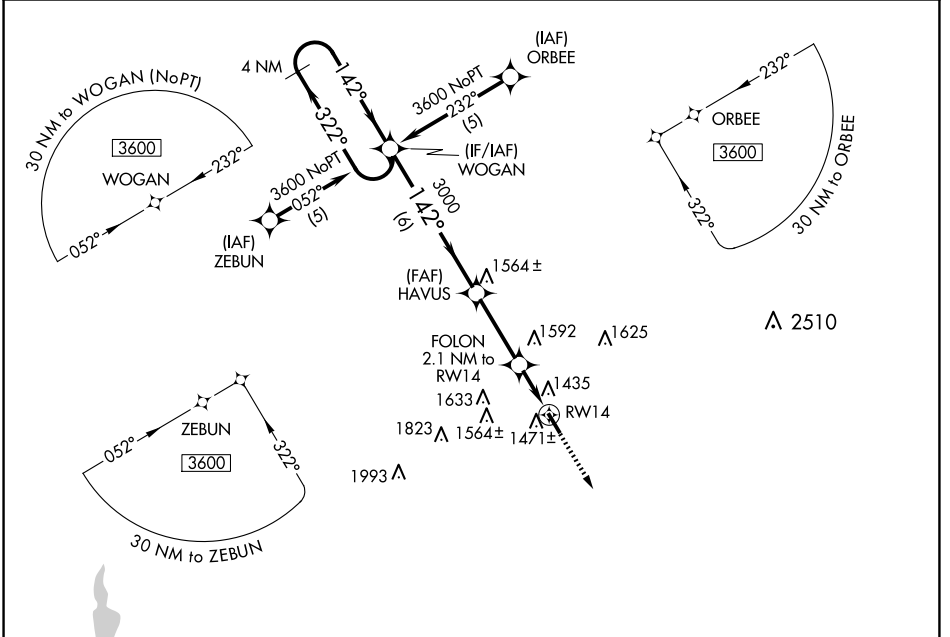 30 NM to WOGAN (NoPT)
3600
WOGAN
232°
052°
4 NM
142°
322°
(IAF)
ORBEE
3600 NoPT
232°
(5)
(IF/IAF)
WOGAN
3600 NoPT
052°
(5)
(IAF)
ZEBUN
3000
142°
(6)
232°
ORBEE
3600
322°
30 NM to ORBEE
(FAF)
HAVUS
1564±
FOLON
2.1 NM to
RW14
1592
1625
2510
1435
RW14
1633
1564±
1471±
1823
1993
052°
ZEBUN
3600
322°
30 NM to ZEBUN